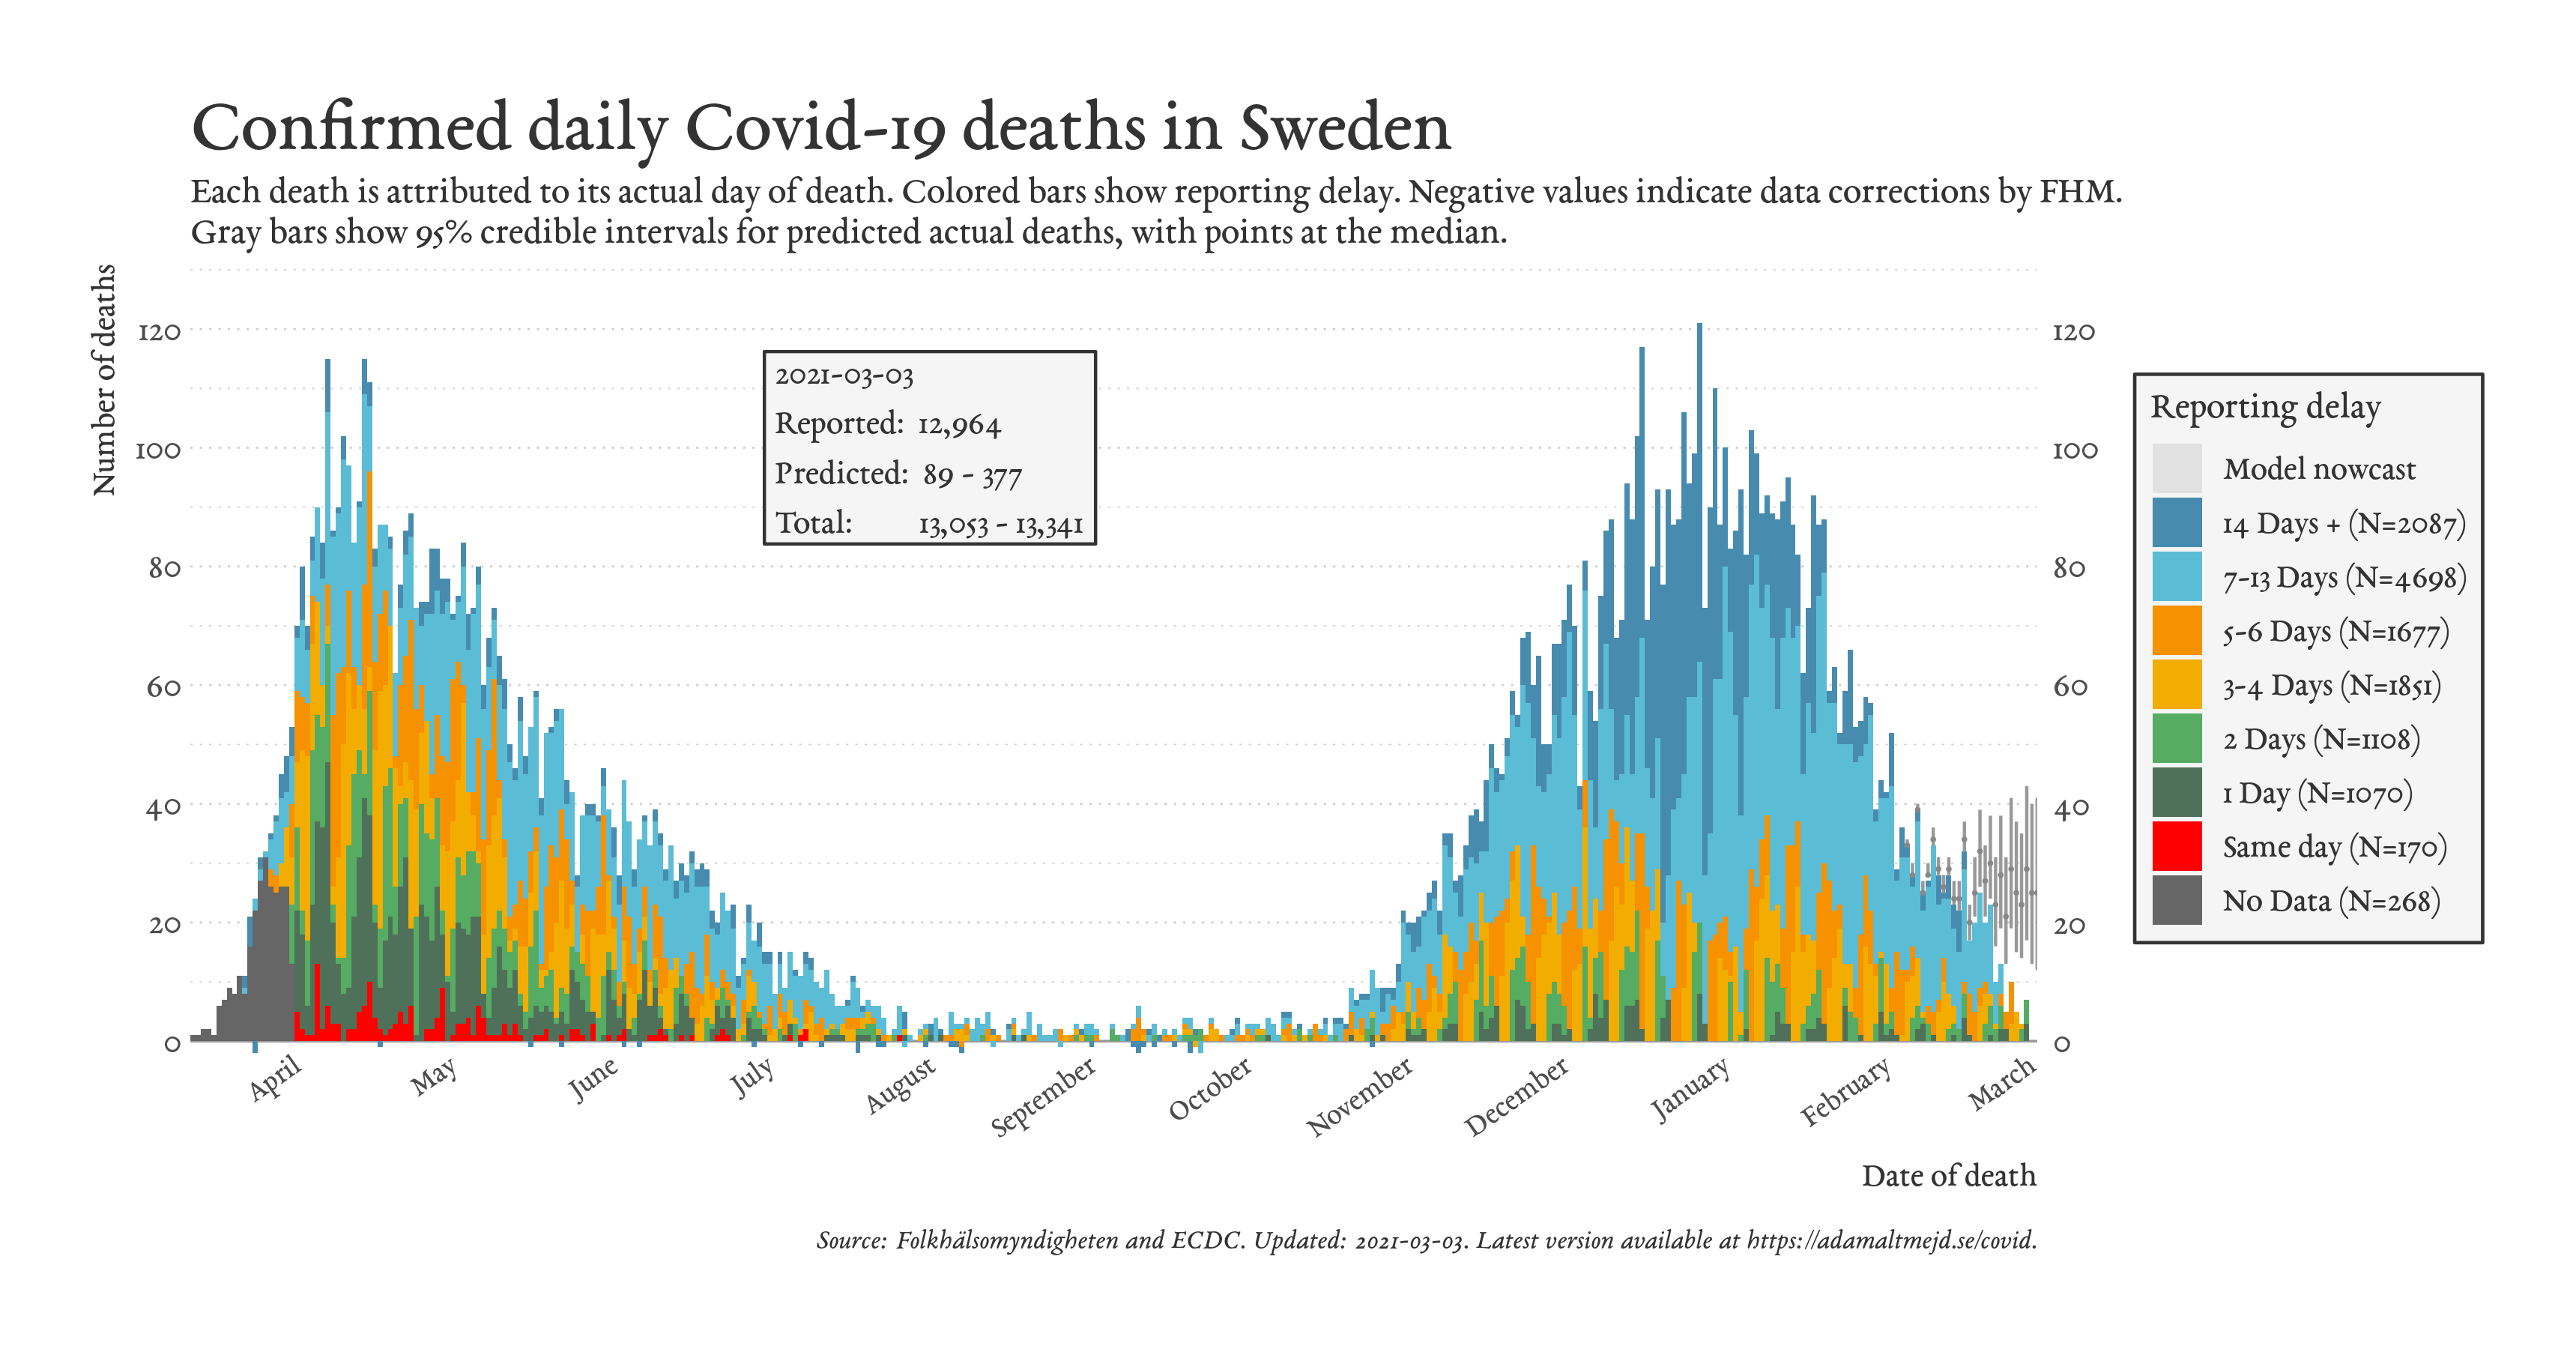 Confirmed daily Covid-19 deaths in Sweden
Each death is attributed to its actual day of death. Colored bars show reporting delay. Negative values indicate data corrections by FHM.
Gray bars show 95% credible intervals for predicted actual deaths, with points at the median.
Number of deaths
120
100
80
60
40
20
0
2021-03-03
Reported: 12,964
Predicted: 89 - 377
Total: 13,053 - 13,341
120
100
80
60
40
20
0
Reporting delay
Model nowcast
14 Days + (N=2087)
7-13 Days (N=4698)
5-6 Days (N=1677)
3-4 Days (N=1851)
2 Days (N=1108)
1 Day (N=1070)
Same day (N=170)
No Data (N=268)
April
May
June
July
August
September
October
November
December
January
February
March
Date of death
Source: Folkhälsomyndigheten and ECDC. Updated: 2021-03-03. Latest version available at https://adamaltmejd.se/covid.